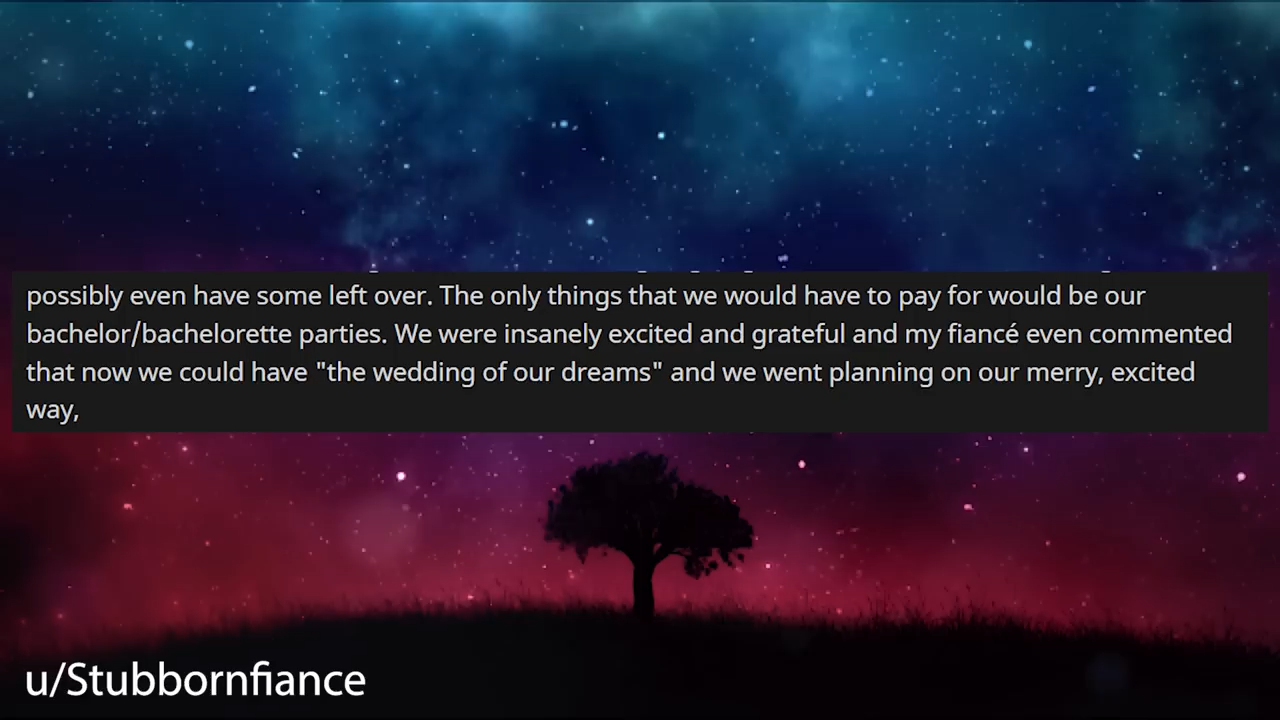 possibly even have some left over. The only things that we would have to pay for would be our
bachelor/bachelorette parties. We were insanely excited and grateful and my fiancé even commented
that now we could have "the wedding of our dreams" and we went planning on our merry, excited
way,
u/Stubbornfiance